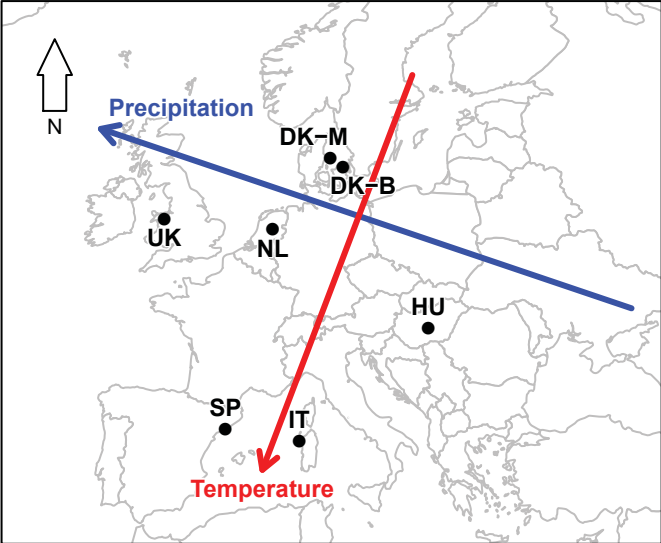 Precipitation
N
DK−M
DK−B
UK
NL
HU
SP
IT
Temperature